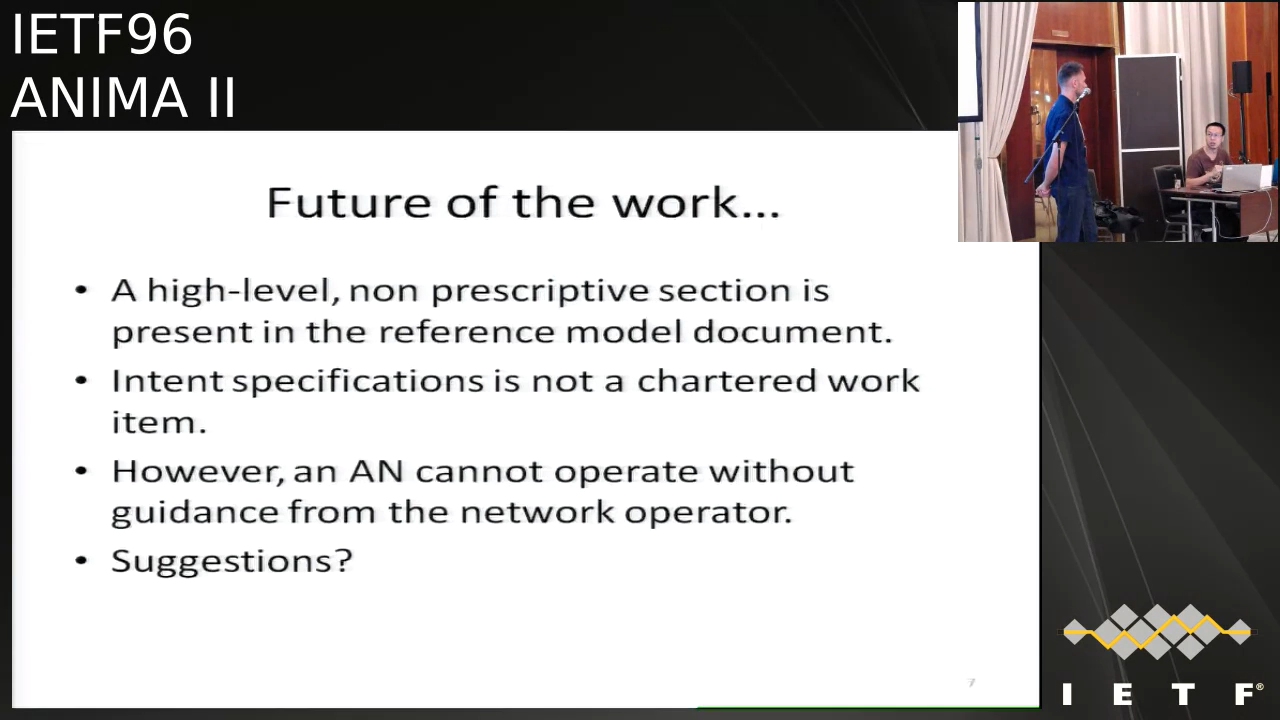 IETF96
ANIMA II
Future of the work...
• A high-level, non prescriptive section is
present in the reference model document.
• Intent specifications is not a chartered work
item.
• However, an AN cannot operate without
guidance from the network operator.
• Suggestions?
7
I E T F®